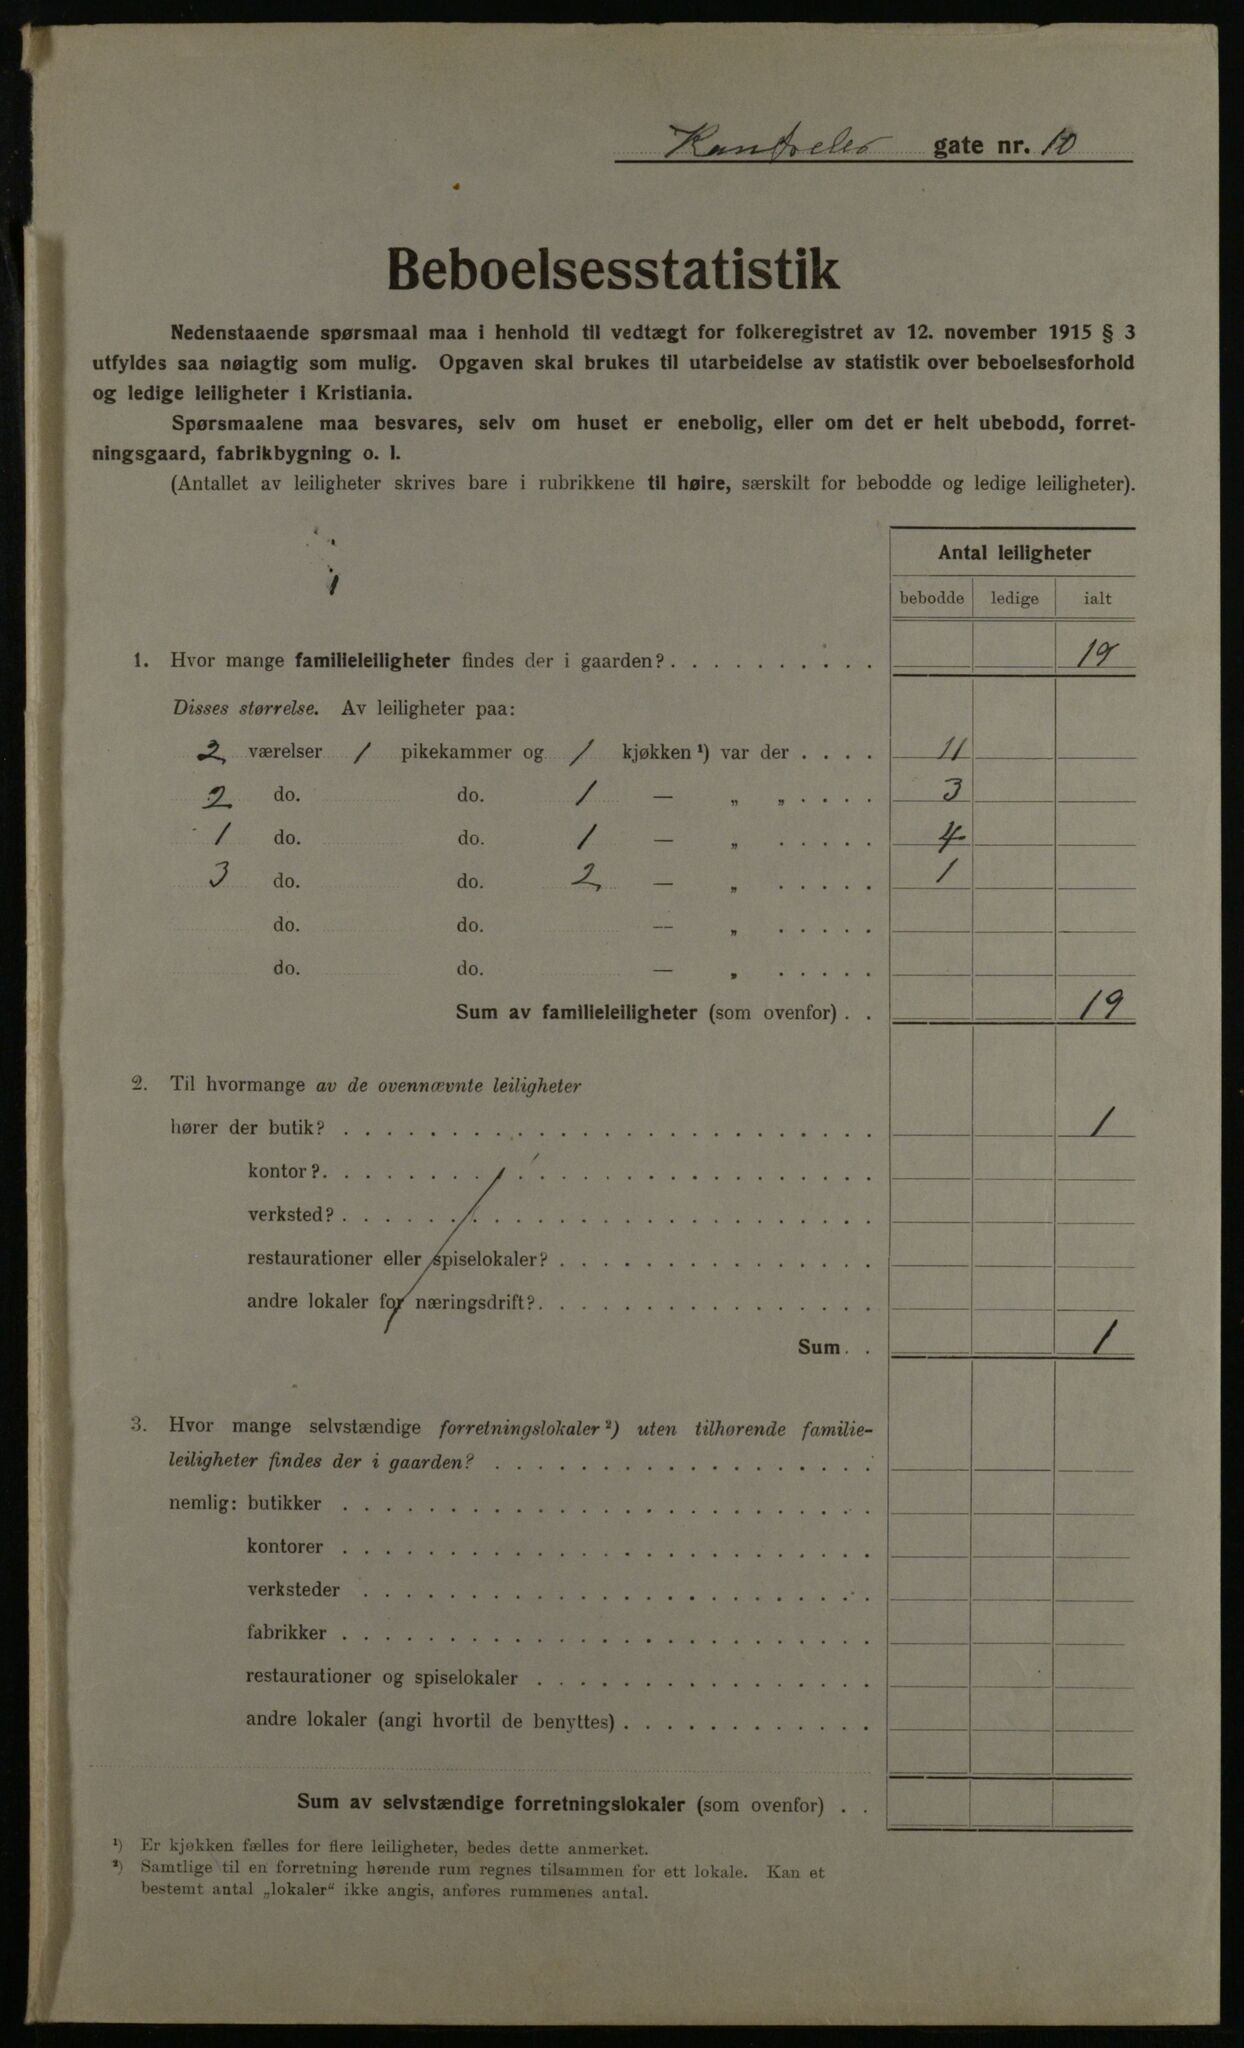 gate nr. 10
Beboelsesstatistik
Nedenstaaende spørsmaal maa i henhold til vedtægt for folkeregistret av 12. november 1915 § 3
utfyldes saa nøiagtig som mulig. Opgaven skal brukes til utarbeidelse av statistik over beboelsesforhold
og ledige leiligheter i Kristiania.
Spørsmaalene maa besvares, selv om huset er enebolig, eller om det er helt ubebodd, forret-
ningsgaard, fabrikbygning o. l.
(Antallet av leiligheter skrives bare i rubrikkene til høire, særskilt for bebodde og ledige leiligheter).
Antal leiligheter
bebodde ledige ialt
1. Hvor mange familieleiligheter findes der i gaarden? . . . . . . . . . . 19
Disses størrelse. Av leiligheter paa:
2 værelser 1 pikekammer og 1 kjøkken ¹) var der . . . . 11
2 do. do. 1 — „ „ . . . . 3
1 do. do. 1 — „ . . . . . 4
3 do. do. 2 — „ . . . . . 1
do. do. — „ . . . . .
do. do. — „ . . . . .
Sum av familieleiligheter (som ovenfor) . . 19
2. Til hvormange av de ovennævnte leiligheter
hører der butik? . . . . . . . . . . 1
kontor? . . . . . . . . . .
verksted? . . . . . . . . . .
restaurationer eller spiselokaler? . . . . . . . . . .
andre lokaler for næringsdrift? . . . . . . . . . .
Sum . . 1
3. Hvor mange selvstændige forretningslokaler ²) uten tilhørende familie-
leiligheter findes der i gaarden? . . . . . . . . . .
nemlig: butikker . . . . . . . . . .
kontorer . . . . . . . . . .
verksteder . . . . . . . . . .
fabrikker . . . . . . . . . .
restaurationer og spiselokaler . . . . . . . . . .
andre lokaler (angi hvortil de benyttes) . . . . . . . . . .
Sum av selvstændige forretningslokaler (som ovenfor) . .
¹) Er kjøkken fælles for flere leiligheter, bedes dette anmerket.
²) Samtlige til en forretning hørende rum regnes tilsammen for ett lokale. Kan et
bestemt antal „lokaler“ ikke angis, anføres rummenes antal.